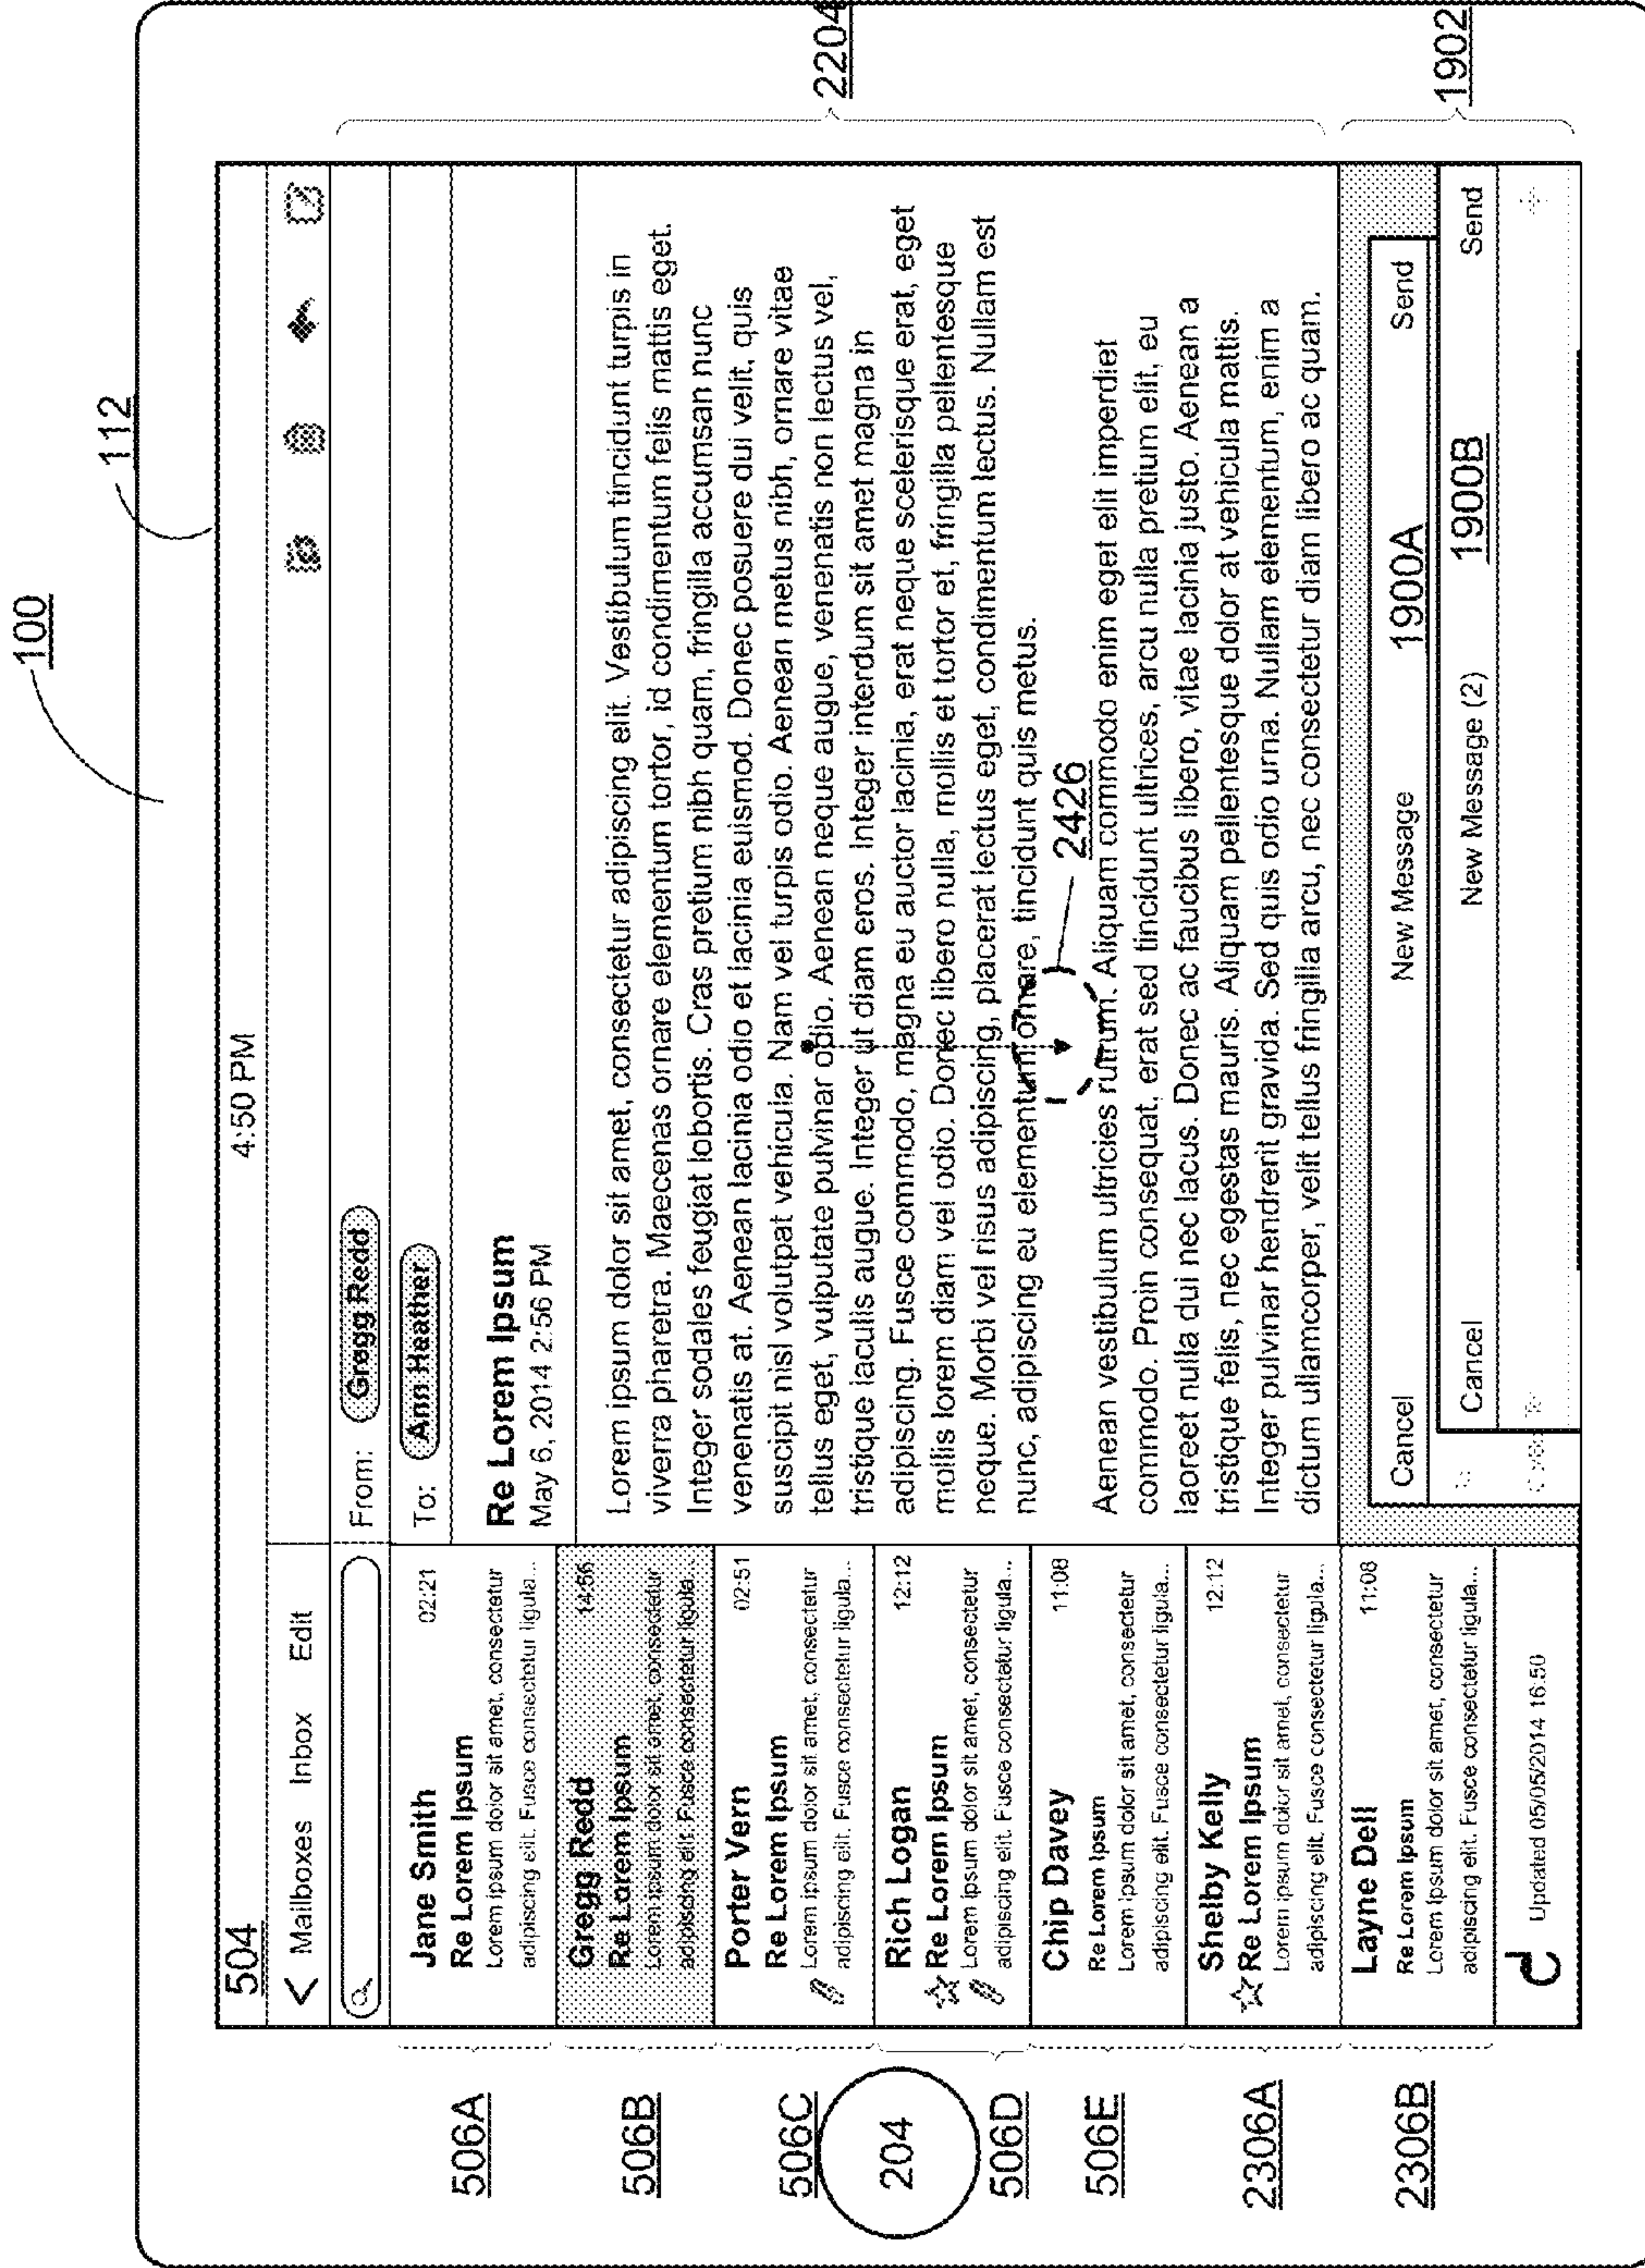 100
112
504
4:50 PM
< Mailboxes Inbox Edit
From: Gregg Redd
To: Ann Heather
Re Lorem Ipsum
May 6, 2014 2:56 PM
Lorem ipsum dolor sit amet, consectetur adipiscing elit. Vestibulum tincidunt turpis in
viverra pharetra. Maecenas ornare elementum tortor, id condimentum felis mattis eget.
Integer sodales feugiat lobortis. Cras pretium nibh quam, fringilla accumsan nunc
venenatis at. Aenean lacinia odio et lacinia euismod. Donec posuere dui velit, quis
suscipit nisl volutpat vehicula. Nam vel turpis odio. Aenean metus nibh, ornare vitae
tellus eget, vulputate pulvinar odio. Aenean neque augue, venenatis non lectus vel,
tristique iaculis augue. Integer ut diam eros. Integer interdum sit amet magna in
adipiscing. Fusce commodo, magna eu auctor lacinia, erat neque scelerisque erat, eget
mollis lorem diam vel odio. Donec libero nulla, mollis et tortor et, fringilla pellentesque
neque. Morbi vel risus adipiscing, placerat lectus eget, condimentum lectus. Nullam est
nunc, adipiscing eu elementum ornare, tincidunt quis metus.
2426
Aenean vestibulum ultricies rutrum. Aliquam commodo enim eget elit imperdiet
commodo. Proin consequat, erat sed tincidunt ultrices, arcu nulla pretium elit, eu
laoreet nulla dui nec lacus. Donec ac faucibus libero, vitae lacinia justo. Aenean a
tristique felis, nec egestas mauris. Aliquam pellentesque dolor at vehicula mattis.
Integer pulvinar hendrerit gravida. Sed quis odio urna. Nullam elementum, enim a
dictum ullamcorper, velit tellus fringilla arcu, nec consectetur diam libero ac quam.
2204
Jane Smith 02:21
Re Lorem Ipsum
Lorem ipsum dolor sit amet, consectetur
adipiscing elit. Fusce consectetur ligula...
506A
Gregg Redd 14:56
Re Lorem Ipsum
Lorem ipsum dolor sit amet, consectetur
adipiscing elit. Fusce consectetur ligula...
506B
Porter Vern 02:51
Re Lorem Ipsum
Lorem ipsum dolor sit amet, consectetur
adipiscing elit. Fusce consectetur ligula...
506C
204
Rich Logan 12:12
Re Lorem Ipsum
Lorem ipsum dolor sit amet, consectetur
adipiscing elit. Fusce consectetur ligula...
506D
Chip Davey 11:08
Re Lorem Ipsum
Lorem ipsum dolor sit amet, consectetur
adipiscing elit. Fusce consectetur ligula...
506E
Shelby Kelly 12:12
Re Lorem Ipsum
Lorem ipsum dolor sit amet, consectetur
adipiscing elit. Fusce consectetur ligula...
2306A
Layne Dell 11:08
Re Lorem Ipsum
Lorem ipsum dolor sit amet, consectetur
adipiscing elit. Fusce consectetur ligula...
2306B
Updated 05/05/2014 16:50
Cancel New Message 1900A Send
Cancel New Message (2) 1900B Send
To:
1902